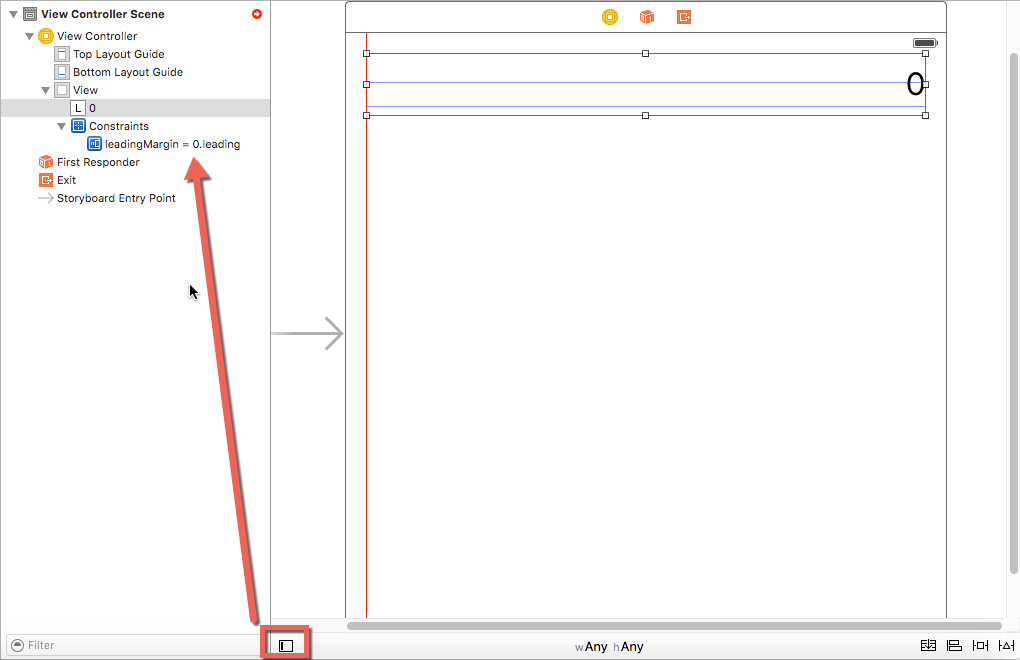 View Controller Scene
View Controller
Top Layout Guide
Bottom Layout Guide
View
L 0
Constraints
leadingMargin = 0.leading
First Responder
Exit
Storyboard Entry Point
0
Filter
wAny hAny